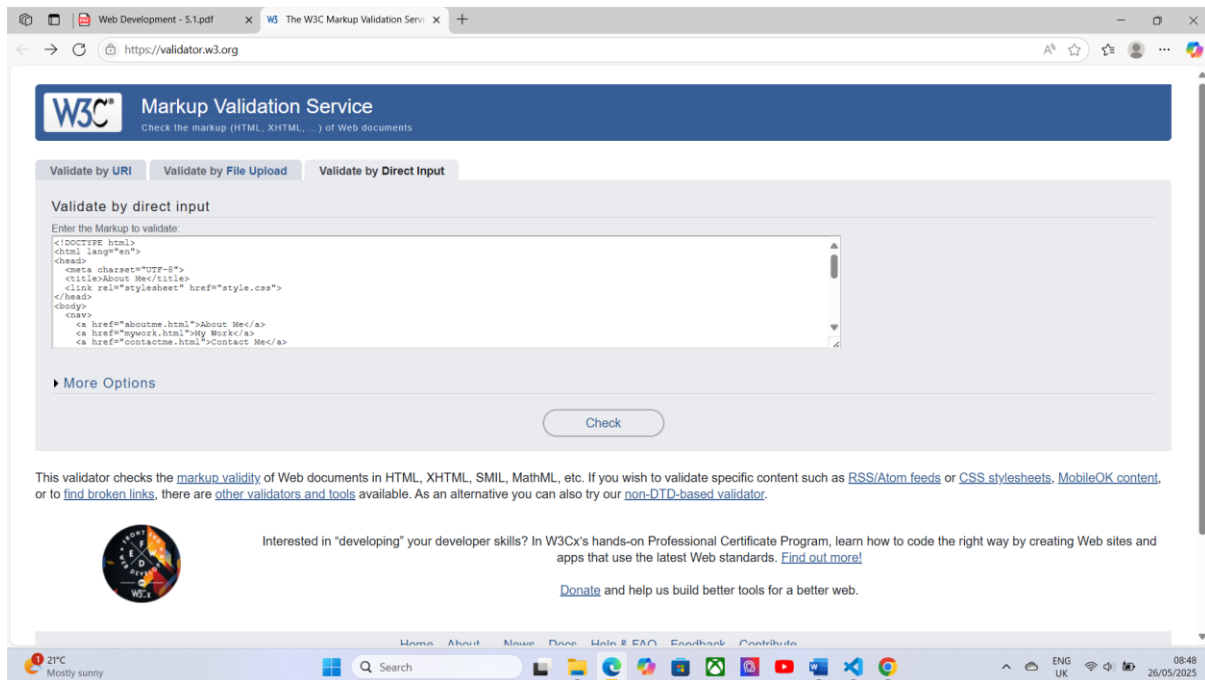 Web Development - 5.1.pdf
W3 The W3C Markup Validation Servi
https://validator.w3.org
W3C®
Markup Validation Service
Check the markup (HTML, XHTML, ...) of Web documents
Validate by URI
Validate by File Upload
Validate by Direct Input
Validate by direct input
Enter the Markup to validate:
<!DOCTYPE html>
<html lang="en">
<head>
<meta charset="UTF-8">
<title>About Me</title>
<link rel="stylesheet" href="style.css">
</head>
<body>
<nav>
<a href="aboutme.html">About Me</a>
<a href="mywork.html">My Work</a>
<a href="contactme.html">Contact Me</a>
More Options
Check
This validator checks the markup validity of Web documents in HTML, XHTML, SMIL, MathML, etc. If you wish to validate specific content such as RSS/Atom feeds or CSS stylesheets, MobileOK content,
or to find broken links, there are other validators and tools available. As an alternative you can also try our non-DTD-based validator.
Interested in “developing” your developer skills? In W3Cx's hands-on Professional Certificate Program, learn how to code the right way by creating Web sites and
apps that use the latest Web standards. Find out more!
Donate and help us build better tools for a better web.
Home About News Docs Help & FAQ Feedback Contribute
1
21°C
Mostly sunny
Search
ENG
UK
08:48
26/05/2025